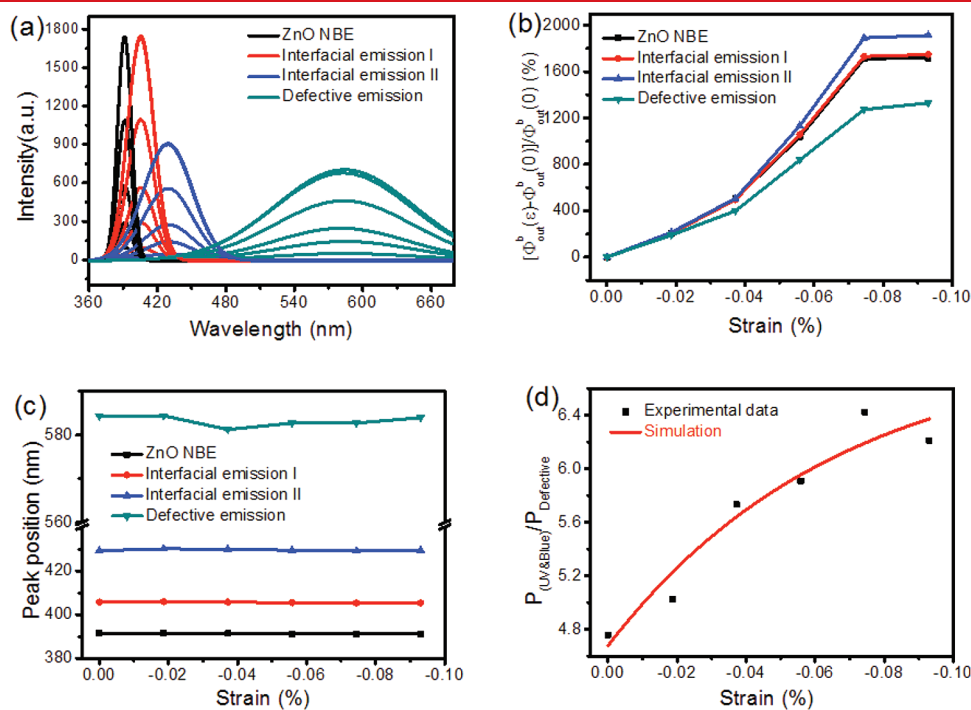 (a)
1800
1500
1200
900
600
300
0
Intensity(a.u.)
ZnO NBE
Interfacial emission I
Interfacial emission II
Defective emission
360 420 480 540 600 660
Wavelength (nm)
(b)
2000
1600
1200
800
400
0
[Φᵇout(ε)-Φᵇout(0)]/Φᵇout(0) (%)
ZnO NBE
Interfacial emission I
Interfacial emission II
Defective emission
0.00 -0.02 -0.04 -0.06 -0.08 -0.10
Strain (%)
(c)
580
560
420
400
380
Peak position (nm)
ZnO NBE
Interfacial emission I
Interfacial emission II
Defective emission
0.00 -0.02 -0.04 -0.06 -0.08 -0.10
Strain (%)
(d)
6.4
6.0
5.6
5.2
4.8
P(UV&Blue)/PDefective
Experimental data
Simulation
0.00 -0.02 -0.04 -0.06 -0.08 -0.10
Strain (%)